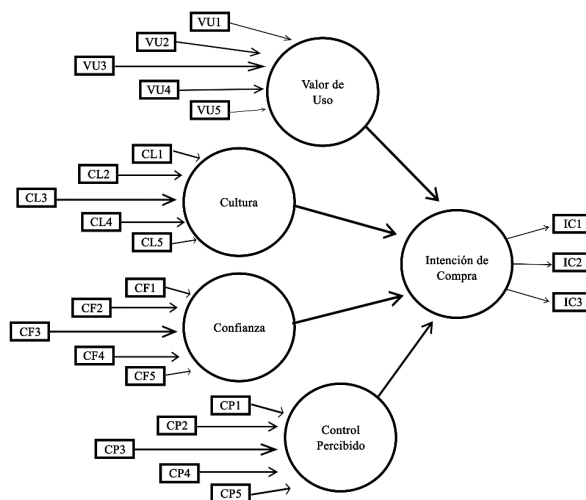 VU1
VU2
VU3
VU4
VU5
Valor de
Uso
CL1
CL2
CL3
CL4
CL5
Cultura
CF1
CF2
CF3
CF4
CF5
Confianza
CP1
CP2
CP3
CP4
CP5
Control
Percibido
Intención de
Compra
IC1
IC2
IC3